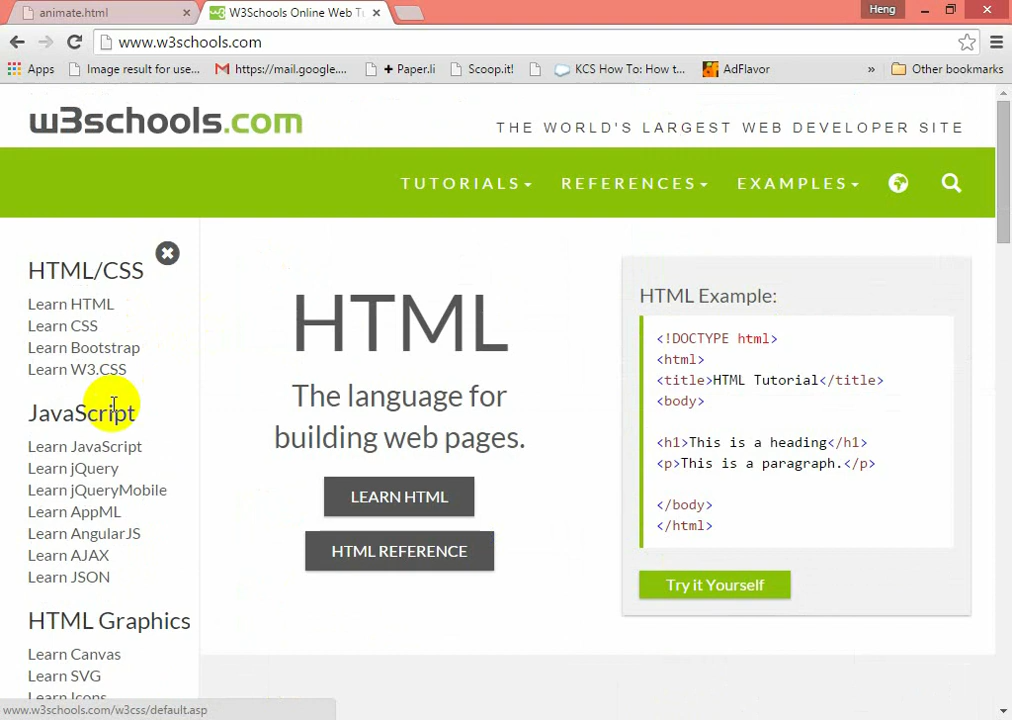 animate.html
W3Schools Online Web Tu
Heng
www.w3schools.com
Apps
Image result for use...
https://mail.google....
+ Paper.li
Scoop.it!
KCS How To: How t...
AdFlavor
»
Other bookmarks
w3schools.com
THE WORLD'S LARGEST WEB DEVELOPER SITE
TUTORIALS
REFERENCES
EXAMPLES
HTML/CSS
Learn HTML
Learn CSS
Learn Bootstrap
Learn W3.CSS
JavaScript
Learn JavaScript
Learn jQuery
Learn jQueryMobile
Learn AppML
Learn AngularJS
Learn AJAX
Learn JSON
HTML Graphics
Learn Canvas
Learn SVG
Learn Icons
HTML
The language for
building web pages.
LEARN HTML
HTML REFERENCE
HTML Example:
<!DOCTYPE html>
<html>
<title>HTML Tutorial</title>
<body>
<h1>This is a heading</h1>
<p>This is a paragraph.</p>
</body>
</html>
Try it Yourself
www.w3schools.com/w3css/default.asp